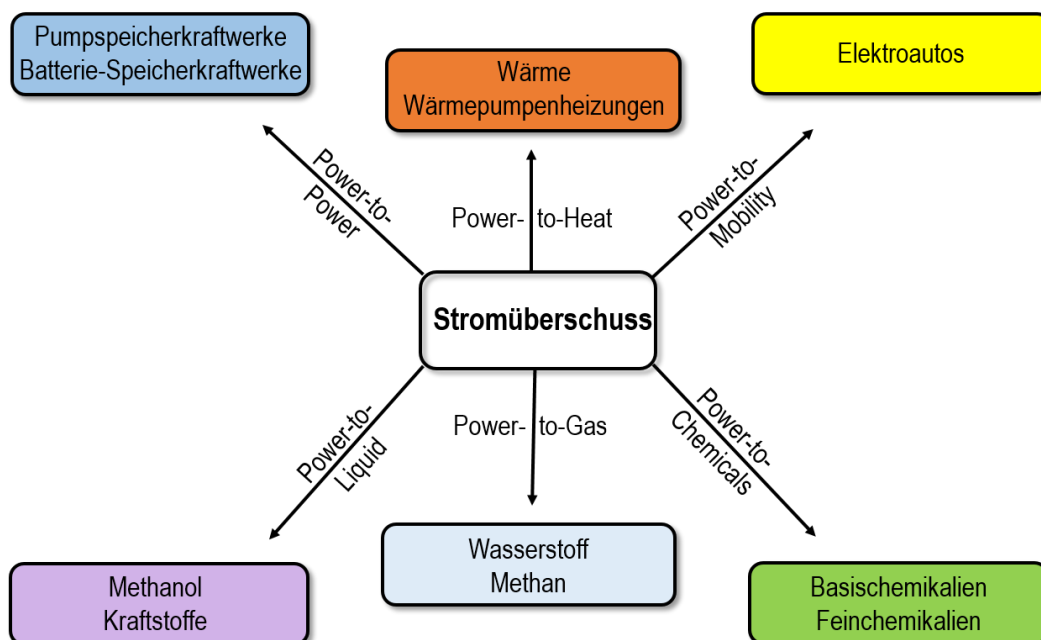 Pumpspeicherkraftwerke
Batterie-Speicherkraftwerke
Wärme
Wärmepumpenheizungen
Elektroautos
Power-to-
Power
Power- to-Heat
Power-to-
Mobility
Stromüberschuss
Power-to-
Liquid
Power- to-Gas
Power-to-
Chemicals
Methanol
Kraftstoffe
Wasserstoff
Methan
Basischemikalien
Feinchemikalien